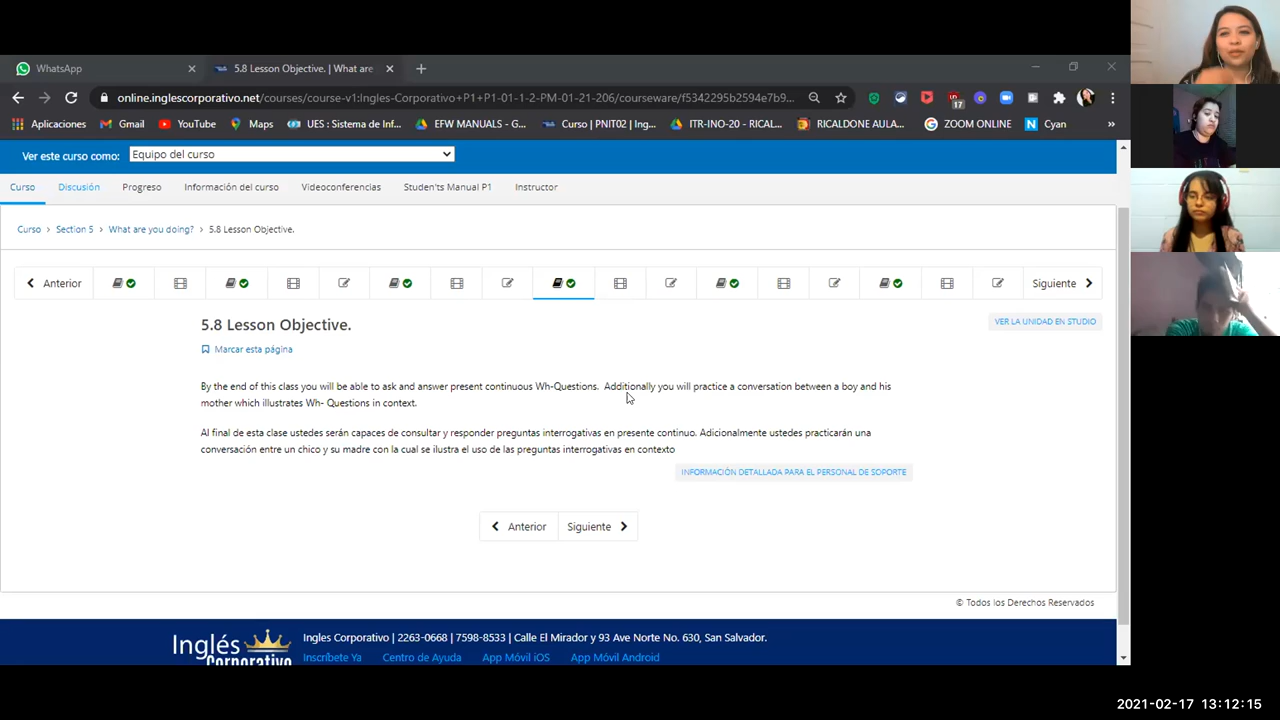 WhatsApp
5.8 Lesson Objective. | What are
online.inglescorporativo.net/courses/course-v1:Ingles-Corporativo+P1+P1-01-1-2-PM-01-21-206/courseware/f5342295b2594e7b9...
Aplicaciones Gmail YouTube Maps UES : Sistema de Inf... EFW MANUALS - ... Curso | PNIT02 | Ing... ITR-INO-20 - RICAL... RICALDONE AULA... ZOOM ONLINE Cyan »
Ver este curso como: Equipo del curso
Curso Discusión Progreso Información del curso Videoconferencias Studen'ts Manual P1 Instructor
Curso > Section 5 > What are you doing? > 5.8 Lesson Objective.
Anterior Siguiente
5.8 Lesson Objective.
VER LA UNIDAD EN STUDIO
Marcar esta página
By the end of this class you will be able to ask and answer present continuous Wh-Questions. Additionally you will practice a conversation between a boy and his
mother which illustrates Wh- Questions in context.
Al final de esta clase ustedes serán capaces de consultar y responder preguntas interrogativas en presente continuo. Adicionalmente ustedes practicarán una
conversación entre un chico y su madre con la cual se ilustra el uso de las preguntas interrogativas en contexto
INFORMACIÓN DETALLADA PARA EL PERSONAL DE SOPORTE
Anterior Siguiente
© Todos los Derechos Reservados
Inglés
Corporativo
Ingles Corporativo | 2263-0668 | 7598-8533 | Calle El Mirador y 93 Ave Norte No. 630, San Salvador.
Inscríbete Ya Centro de Ayuda App Móvil iOS App Móvil Android
2021-02-17 13:12:15